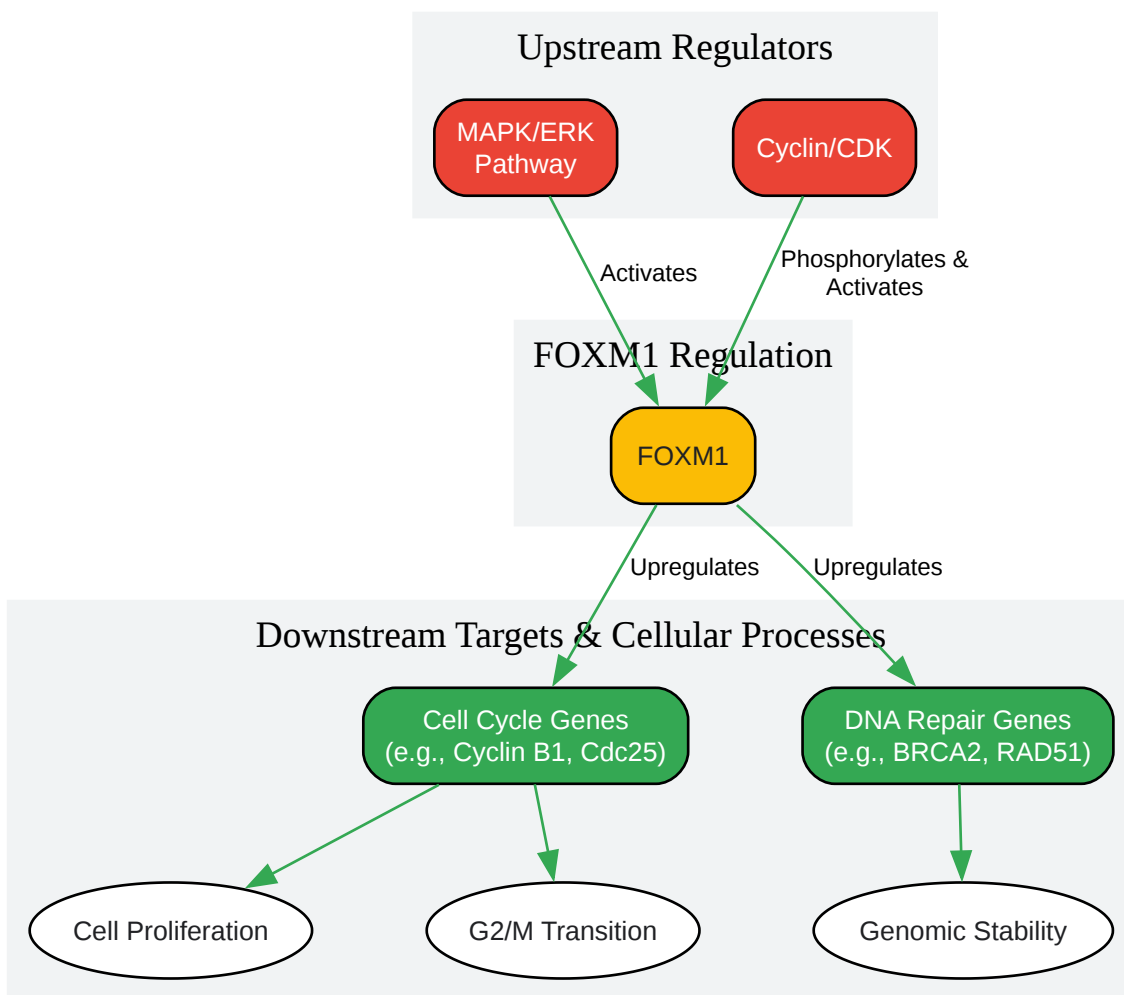 Upstream Regulators
MAPK/ERK
Pathway
Cyclin/CDK
Activates
Phosphorylates &
Activates
FOXM1 Regulation
FOXM1
Upregulates
Upregulates
Downstream Targets & Cellular Processes
Cell Cycle Genes
(e.g., Cyclin B1, Cdc25)
DNA Repair Genes
(e.g., BRCA2, RAD51)
Cell Proliferation
G2/M Transition
Genomic Stability